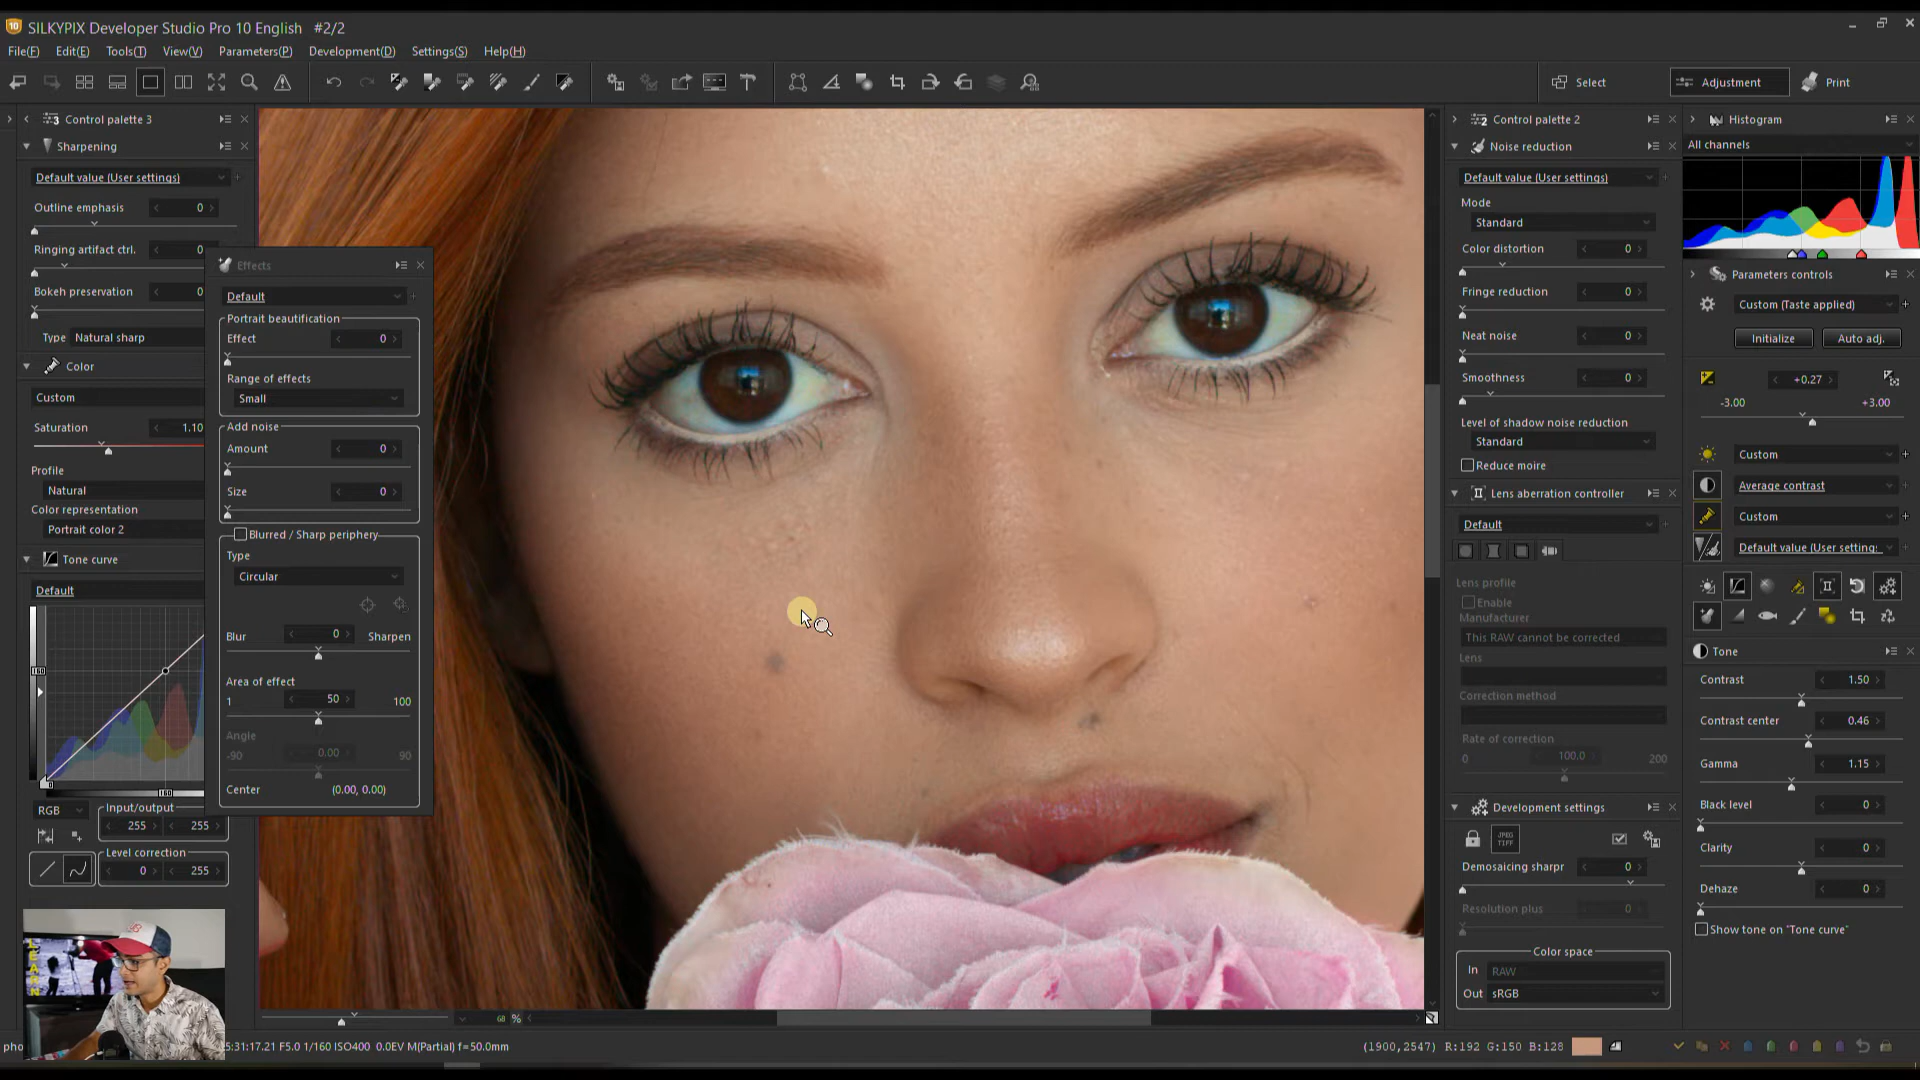 SILKYPIX Developer Studio Pro 10 English #2/2
File(F) Edit(E) Tools(T) View(V) Parameters(P) Development(D) Settings(S) Help(H)
Select
Adjustment
Print
3 Control palette 3
Sharpening
Default value (User settings)
Outline emphasis 0
Ringing artifact ctrl. 0
Bokeh preservation 0
Type Natural sharp
Color
Custom
Saturation 1.10
Profile
Natural
Color representation
Portrait color 2
Tone curve
Default
160
0
160
RGB
Input/output
255 255
Level correction
0 255
LEARN
Effects
Default
Portrait beautification
Effect 0
Range of effects
Small
Add noise
Amount 0
Size 0
Blurred / Sharp periphery
Type
Circular
Blur 0 Sharpen
Area of effect
1 50 100
Angle
-90 0.00 90
Center (0.00, 0.00)
68 %
2 Control palette 2
Noise reduction
Default value (User settings)
Mode
Standard
Color distortion 0
Fringe reduction 0
Neat noise 0
Smoothness 0
Level of shadow noise reduction
Standard
Reduce moire
Lens aberration controller
Default
Lens profile
Enable
Manufacturer
This RAW cannot be corrected
Lens
Correction method
Rate of correction
0 100.0 200
Development settings
JPEG
TIFF
Demosaicing sharpr 0
Resolution plus 0
Color space
In RAW
Out sRGB
Histogram
All channels
Parameters controls
Custom (Taste applied)
Initialize Auto adj.
+0.27
-3.00 +3.00
Custom
Average contrast
Custom
Default value (User setting:
Tone
Contrast 1.50
Contrast center 0.46
Gamma 1.15
Black level 0
Clarity 0
Dehaze 0
Show tone on "Tone curve"
pho
5:31:17.21 F5.0 1/160 ISO400 0.0EV M(Partial) f=50.0mm
(1900,2547) R:192 G:150 B:128